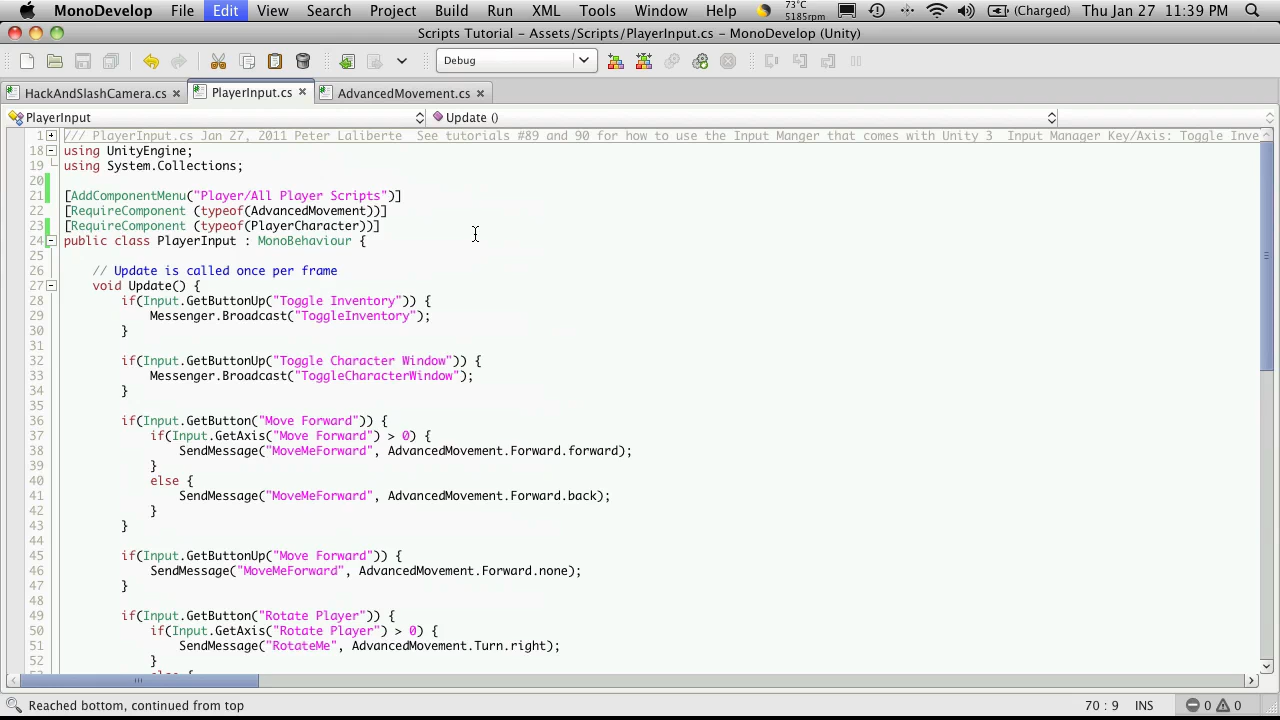 MonoDevelop File Edit View Search Project Build Run XML Tools Window Help 73°C 5185rpm (Charged) Thu Jan 27 11:39 PM
Scripts Tutorial - Assets/Scripts/PlayerInput.cs - MonoDevelop (Unity)
Debug
HackAndSlashCamera.cs PlayerInput.cs AdvancedMovement.cs
PlayerInput Update ()
1 /// PlayerInput.cs Jan 27, 2011 Peter Laliberte See tutorials #89 and 90 for how to use the Input Manger that comes with Unity 3 Input Manager Key/Axis: Toggle Inve
18 using UnityEngine;
19 using System.Collections;
20
21 [AddComponentMenu("Player/All Player Scripts")]
22 [RequireComponent (typeof(AdvancedMovement))]
23 [RequireComponent (typeof(PlayerCharacter))]
24 public class PlayerInput : MonoBehaviour {
25
26 // Update is called once per frame
27 void Update() {
28 if(Input.GetButtonUp("Toggle Inventory")) {
29 Messenger.Broadcast("ToggleInventory");
30 }
31
32 if(Input.GetButtonUp("Toggle Character Window")) {
33 Messenger.Broadcast("ToggleCharacterWindow");
34 }
35
36 if(Input.GetButton("Move Forward")) {
37 if(Input.GetAxis("Move Forward") > 0) {
38 SendMessage("MoveMeForward", AdvancedMovement.Forward.forward);
39 }
40 else {
41 SendMessage("MoveMeForward", AdvancedMovement.Forward.back);
42 }
43 }
44
45 if(Input.GetButtonUp("Move Forward")) {
46 SendMessage("MoveMeForward", AdvancedMovement.Forward.none);
47 }
48
49 if(Input.GetButton("Rotate Player")) {
50 if(Input.GetAxis("Rotate Player") > 0) {
51 SendMessage("RotateMe", AdvancedMovement.Turn.right);
52 }
else {
Reached bottom, continued from top 70 : 9 INS 0 0